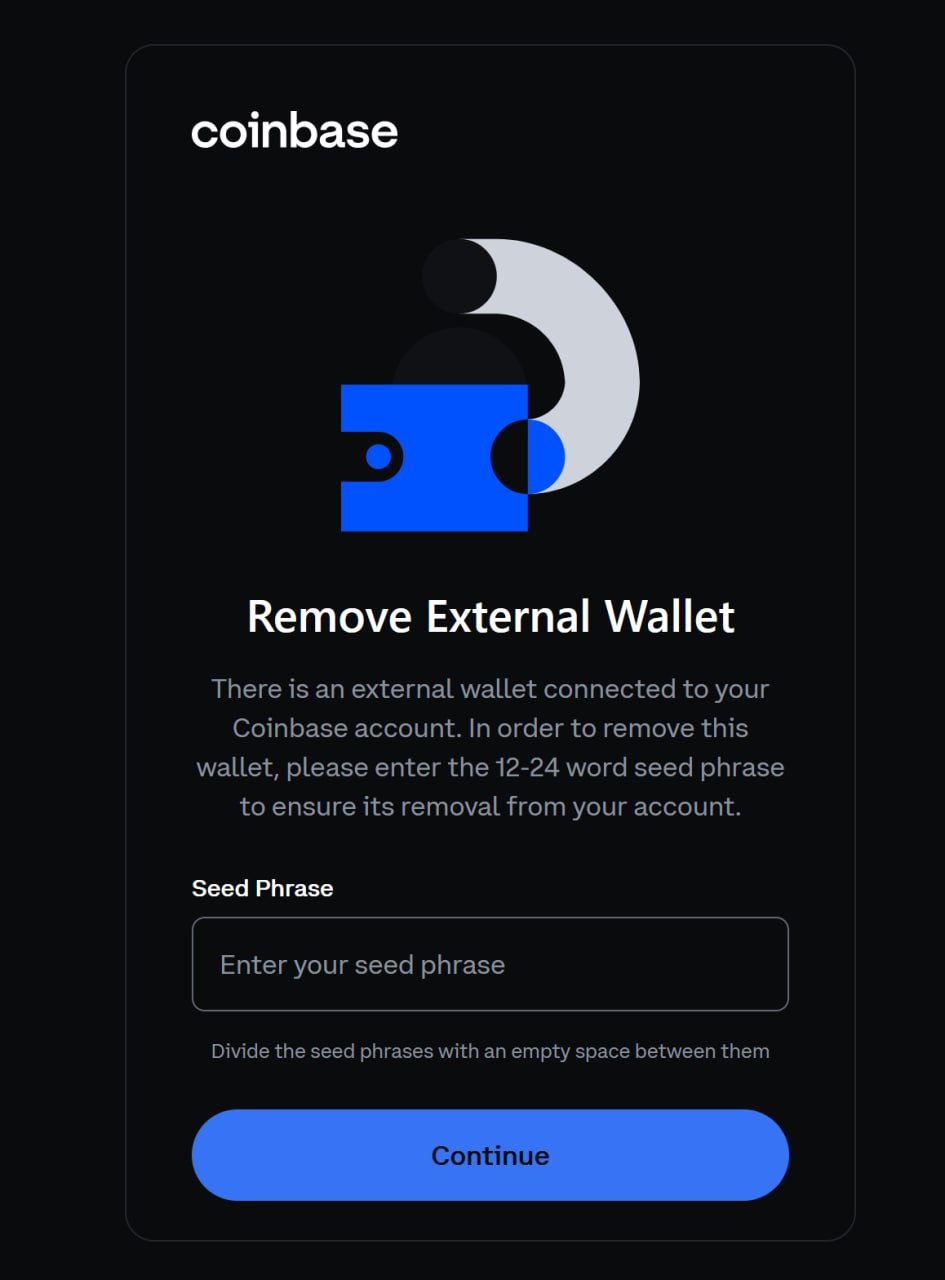 coinbase
Remove External Wallet
There is an external wallet connected to your
Coinbase account. In order to remove this
wallet, please enter the 12-24 word seed phrase
to ensure its removal from your account.
Seed Phrase
Enter your seed phrase
Divide the seed phrases with an empty space between them
Continue